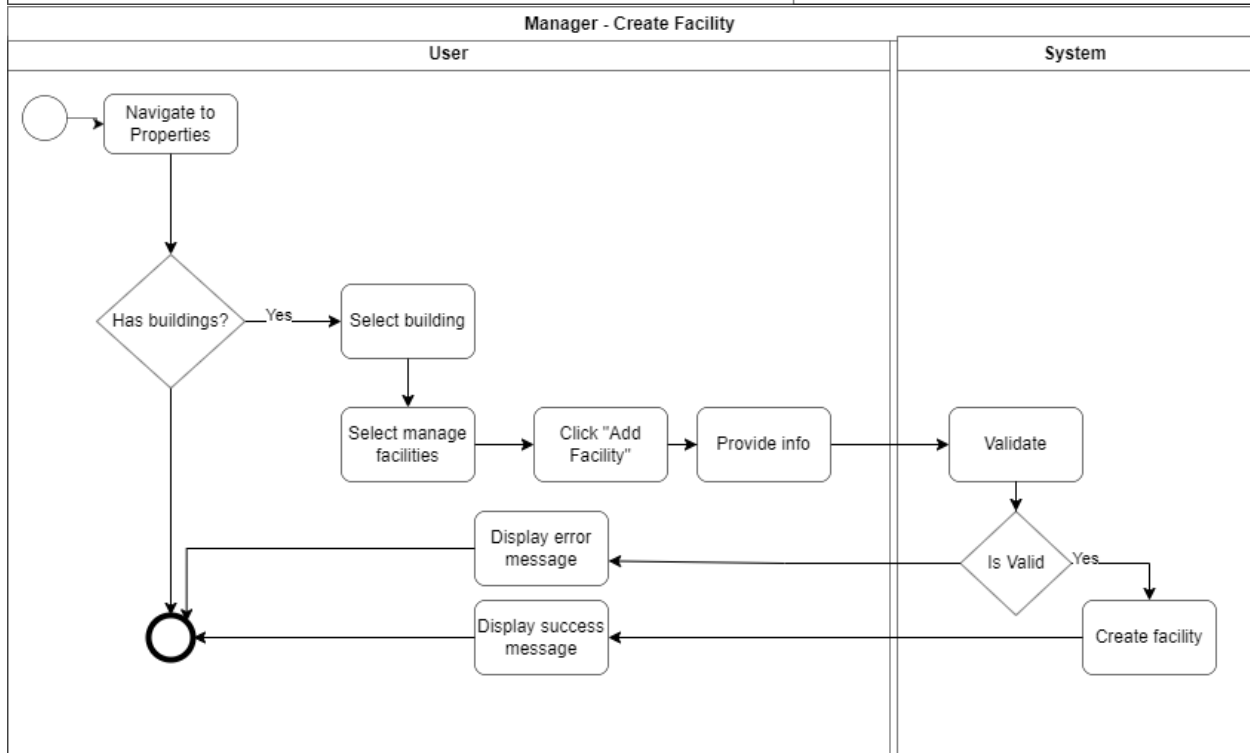 Manager - Create Facility
User
System
Navigate to
Properties
Has buildings?
Yes
Select building
Select manage
facilities
Click "Add
Facility"
Provide info
Validate
Display error
message
Is Valid
Yes
Display success
message
Create facility